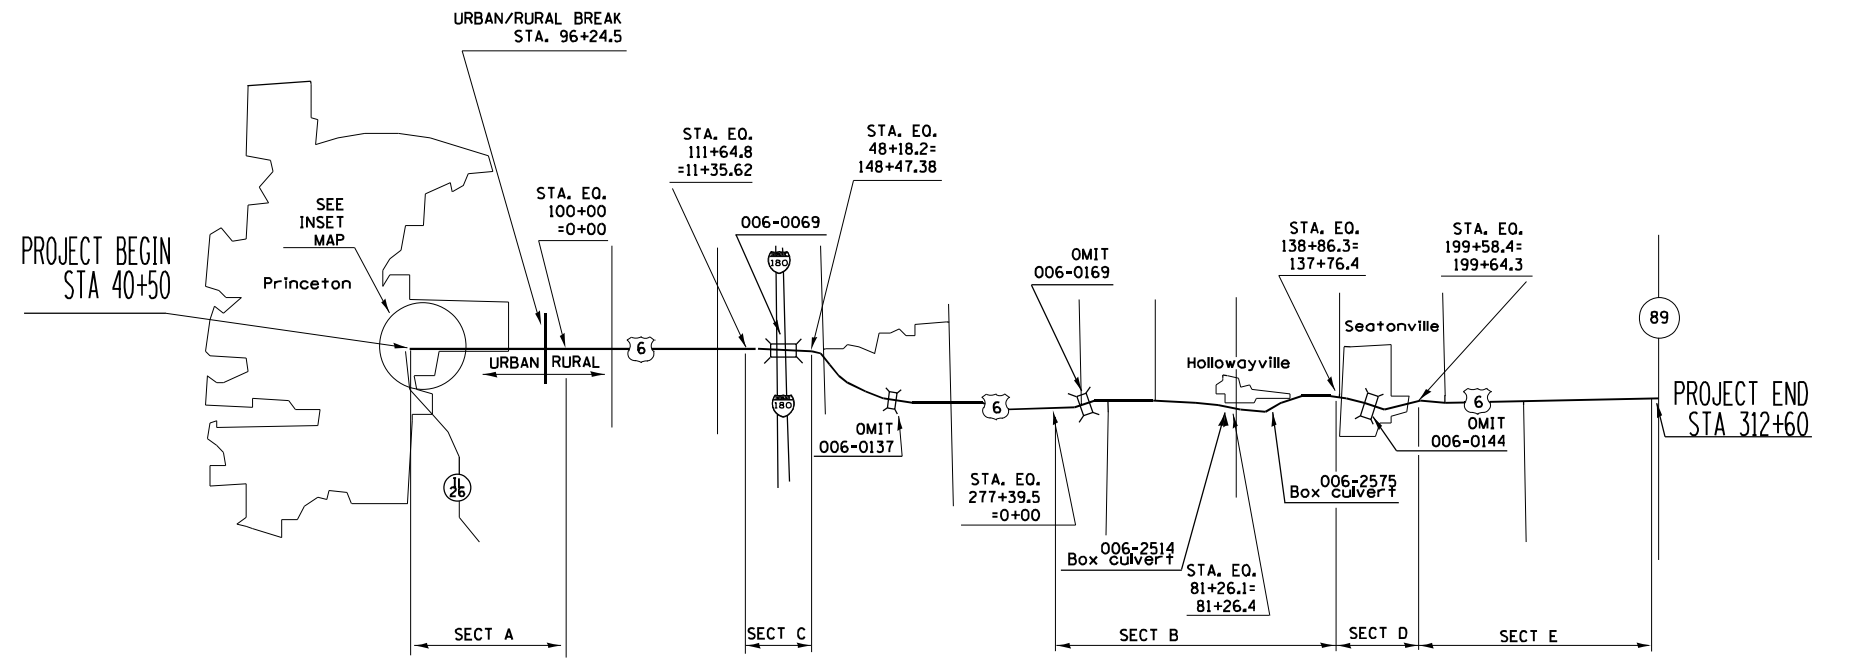 URBAN/RURAL BREAK
STA. 96+24.5
STA. EQ.
111+64.8
=11+35.62
STA. EQ.
48+18.2=
148+47.38
SEE
INSET
MAP
STA. EQ.
100+00
=0+00
006-0069
180
OMIT
006-0169
STA. EQ.
138+86.3=
137+76.4
STA. EQ.
199+58.4=
199+64.3
PROJECT BEGIN
STA 40+50
Princeton
89
Seatonville
6
URBAN
RURAL
Hollowayville
180
6
6
PROJECT END
STA 312+60
OMIT
006-0137
OMIT
006-0144
IL
26
STA. EQ.
277+39.5
=0+00
006-2575
Box culvert
006-2514
Box culvert
STA. EQ.
81+26.1=
81+26.4
SECT A
SECT C
SECT B
SECT D
SECT E